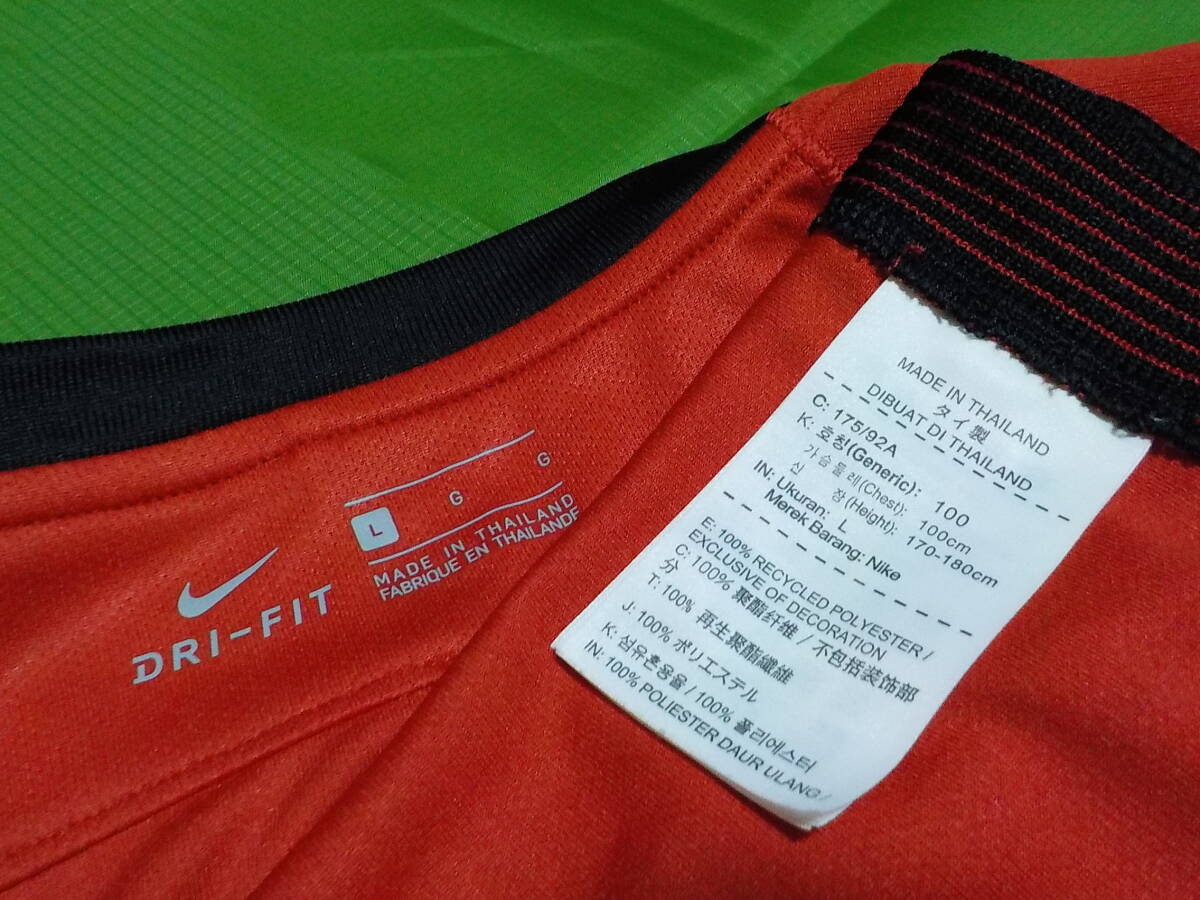 DRI-FIT
L G G
MADE IN THAILAND
FABRIQUE EN THAILANDE
MADE IN THAILAND
タイ製
DIBUAT DI THAILAND
C: 175/92A
K: 호칭(Generic): 100
가슴둘레(Chest): 100cm
신 장(Height): 170-180cm
IN: Ukuran: L
Merek Barang: Nike
E: 100% RECYCLED POLYESTER /
EXCLUSIVE OF DECORATION
C: 100% 聚酯纤维 / 不包括装饰部
分
T: 100% 再生聚酯纖維
J: 100% ポリエステル
K: 섬유혼용율 / 100% 폴리에스터
IN: 100% POLIESTER DAUR ULANG /